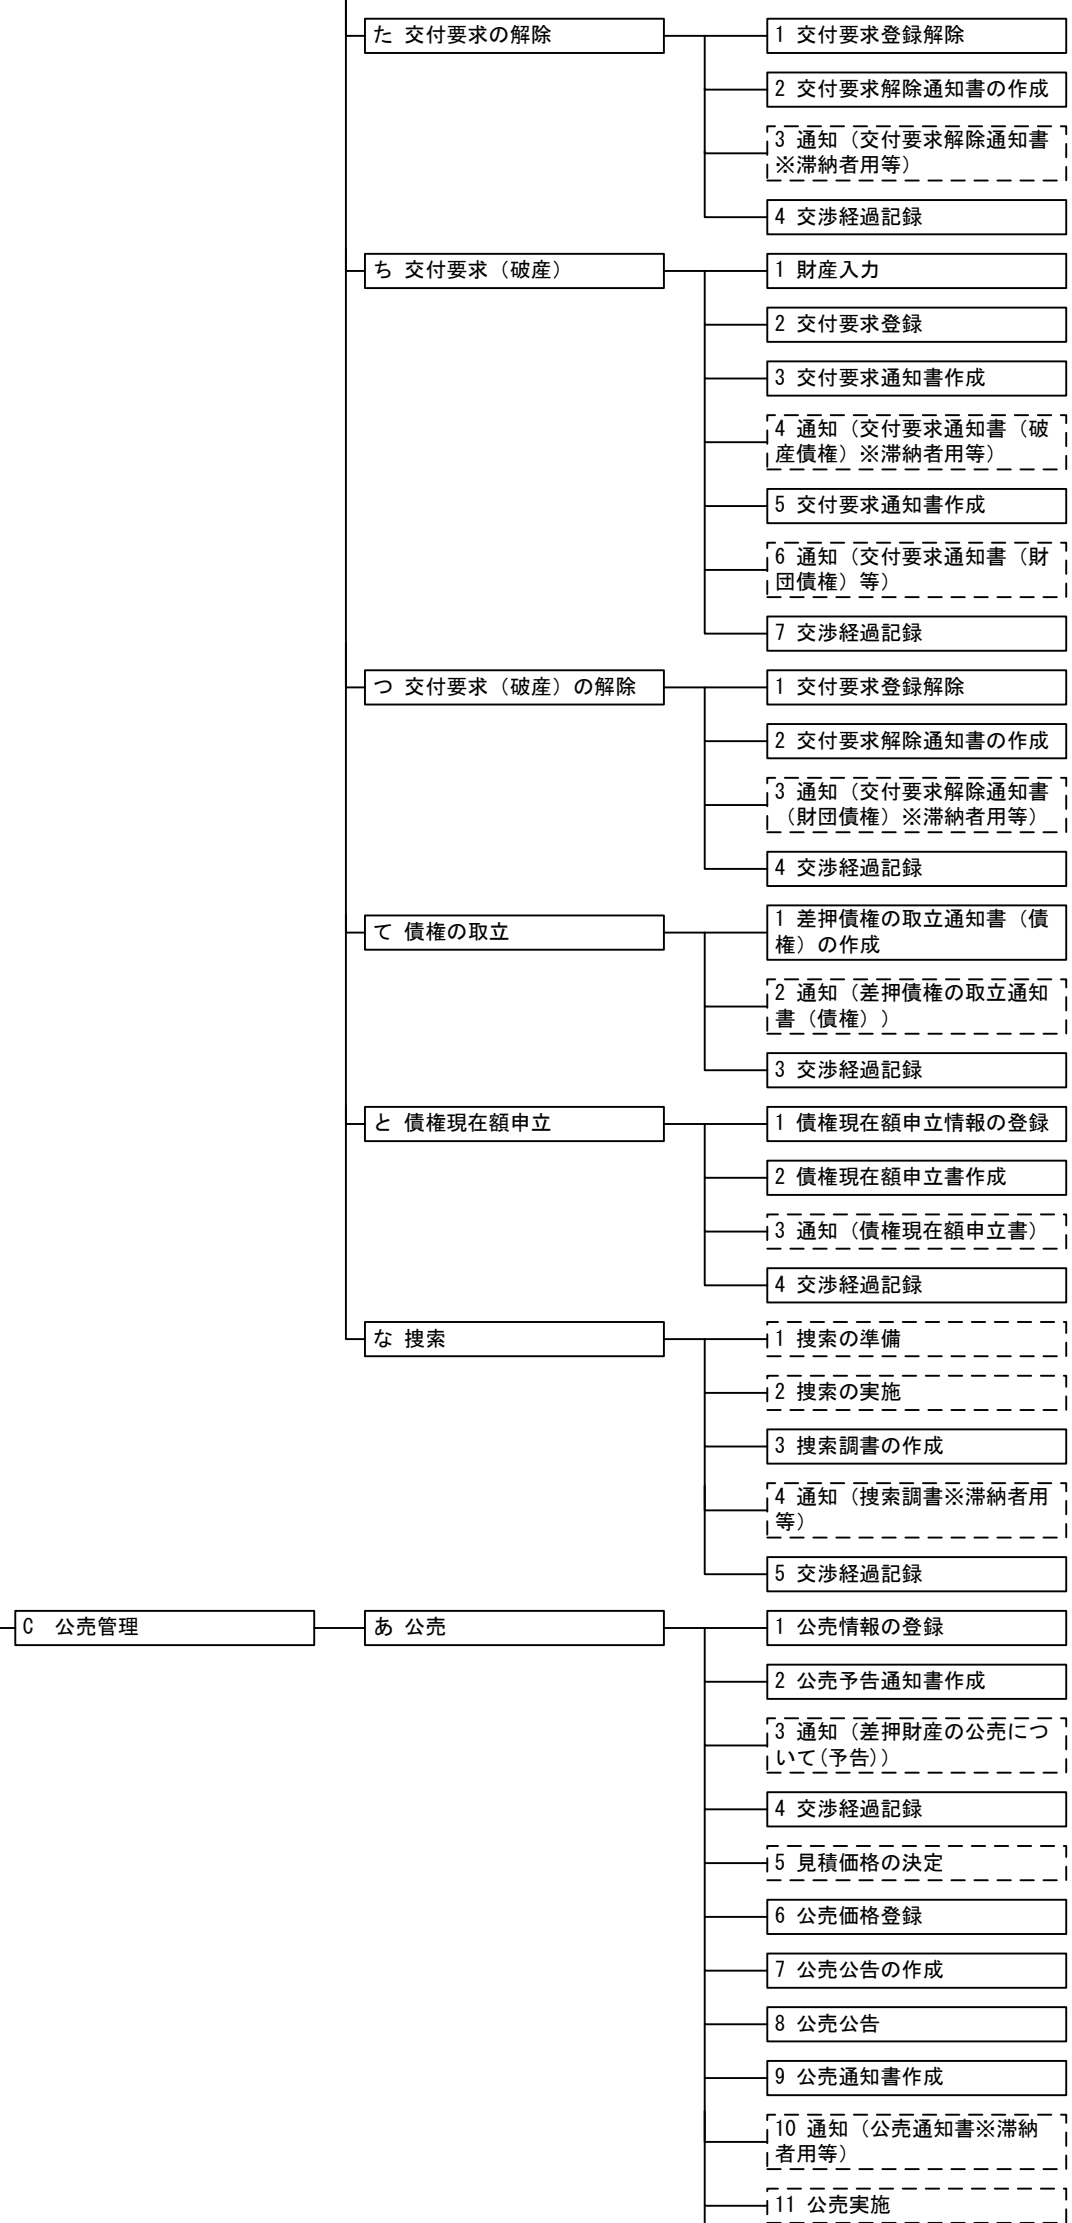 た 交付要求の解除
1 交付要求登録解除
2 交付要求解除通知書の作成
3 通知（交付要求解除通知書
※滞納者用等）
4 交渉経過記録
ち 交付要求（破産）
1 財産入力
2 交付要求登録
3 交付要求通知書作成
4 通知（交付要求通知書（破
産債権）※滞納者用等）
5 交付要求通知書作成
6 通知（交付要求通知書（財
団債権）等）
7 交渉経過記録
つ 交付要求（破産）の解除
1 交付要求登録解除
2 交付要求解除通知書の作成
3 通知（交付要求解除通知書
（財団債権）※滞納者用等）
4 交渉経過記録
て 債権の取立
1 差押債権の取立通知書（債
権）の作成
2 通知（差押債権の取立通知
書（債権））
3 交渉経過記録
と 債権現在額申立
1 債権現在額申立情報の登録
2 債権現在額申立書作成
3 通知（債権現在額申立書）
4 交渉経過記録
な 捜索
1 捜索の準備
2 捜索の実施
3 捜索調書の作成
4 通知（捜索調書※滞納者用
等）
5 交渉経過記録
C 公売管理
あ 公売
1 公売情報の登録
2 公売予告通知書作成
3 通知（差押財産の公売につ
いて(予告)）
4 交渉経過記録
5 見積価格の決定
6 公売価格登録
7 公売公告の作成
8 公売公告
9 公売通知書作成
10 通知（公売通知書※滞納
者用等）
11 公売実施